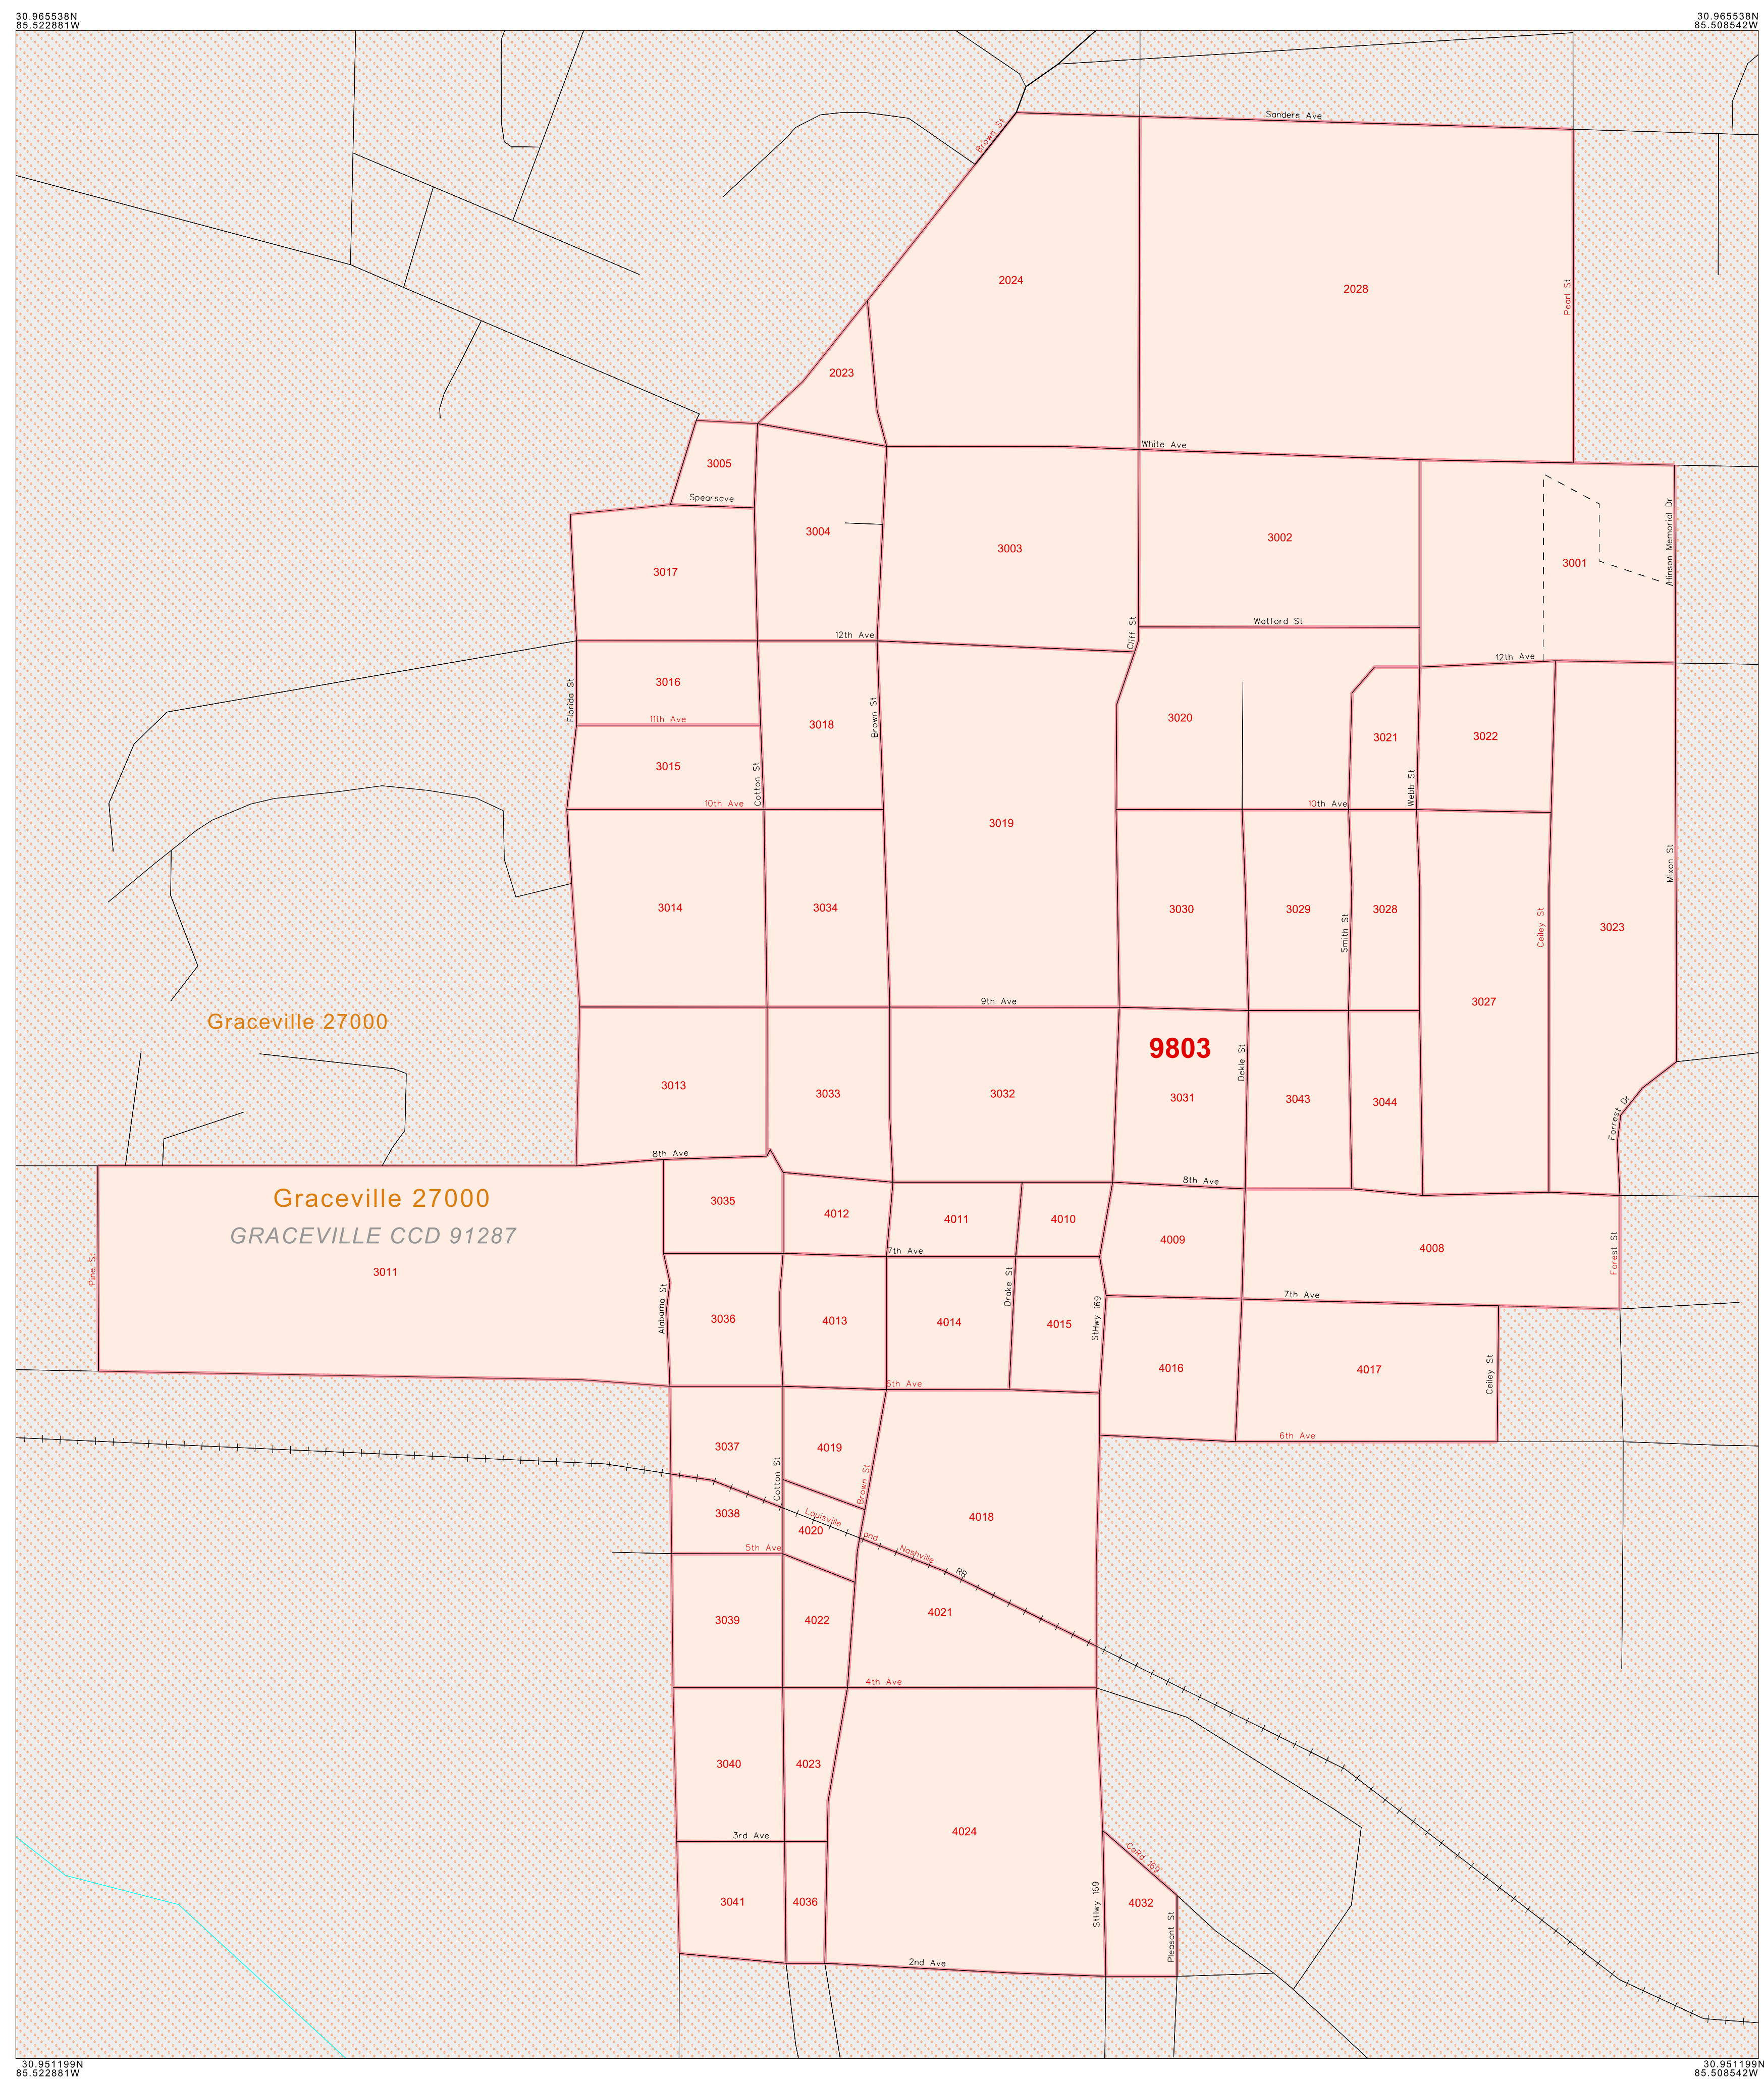 30.965538N
85.522881W
30.965538N
85.508542W
Sanders Ave
Brown St
2024
2028
Pearl St
2023
White Ave
3005
Spearsave
3004
3003
3002
3001
Hinson Memorial Dr
3017
Watford St
12th Ave
Cliff St
12th Ave
3016
Florida St
11th Ave
3018
Brown St
3020
3021
3022
3015
Cotton St
Webb St
10th Ave
10th Ave
3019
Mixon St
3014
3034
3030
3029
Smith St
3028
Ceiley St
3023
9th Ave
3027
Graceville 27000
9803
Dekle St
3013
3033
3032
3031
3043
3044
Forrest Dr
8th Ave
8th Ave
Graceville 27000
3035
4012
4011
4010
GRACEVILLE CCD 91287
4009
4008
7th Ave
Pine St
3011
Forest St
Alabama St
Drake St
StHwy 169
7th Ave
3036
4013
4014
4015
4016
4017
Ceiley St
6th Ave
6th Ave
3037
4019
Cotton St
Brown St
3038
4020
Louisville
and
Nashville
RR
4018
5th Ave
3039
4022
4021
4th Ave
3040
4023
3rd Ave
4024
CoRd 169
3041
4036
StHwy 169
4032
Pleasant St
2nd Ave
30.951199N
85.522881W
30.951199N
85.508542W